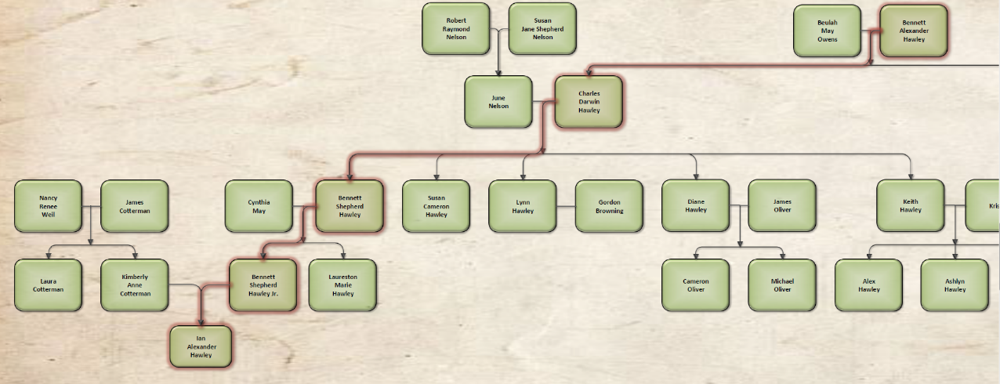 Robert
Raymond
Nelson
Susan
Jane Shepherd
Nelson
Beulah
May
Owens
Bennett
Alexander
Hawley
June
Nelson
Charles
Darwin
Hawley
Nancy
Renee
Weil
James
Cotterman
Cynthia
May
Bennett
Shepherd
Hawley
Susan
Cameron
Hawley
Lynn
Hawley
Gordon
Browning
Diane
Hawley
James
Oliver
Keith
Hawley
Kris
Laura
Cotterman
Kimberly
Anne
Cotterman
Bennett
Shepherd
Hawley Jr.
Laureston
Marie
Hawley
Cameron
Oliver
Michael
Oliver
Alex
Hawley
Ashlyn
Hawley
Ian
Alexander
Hawley